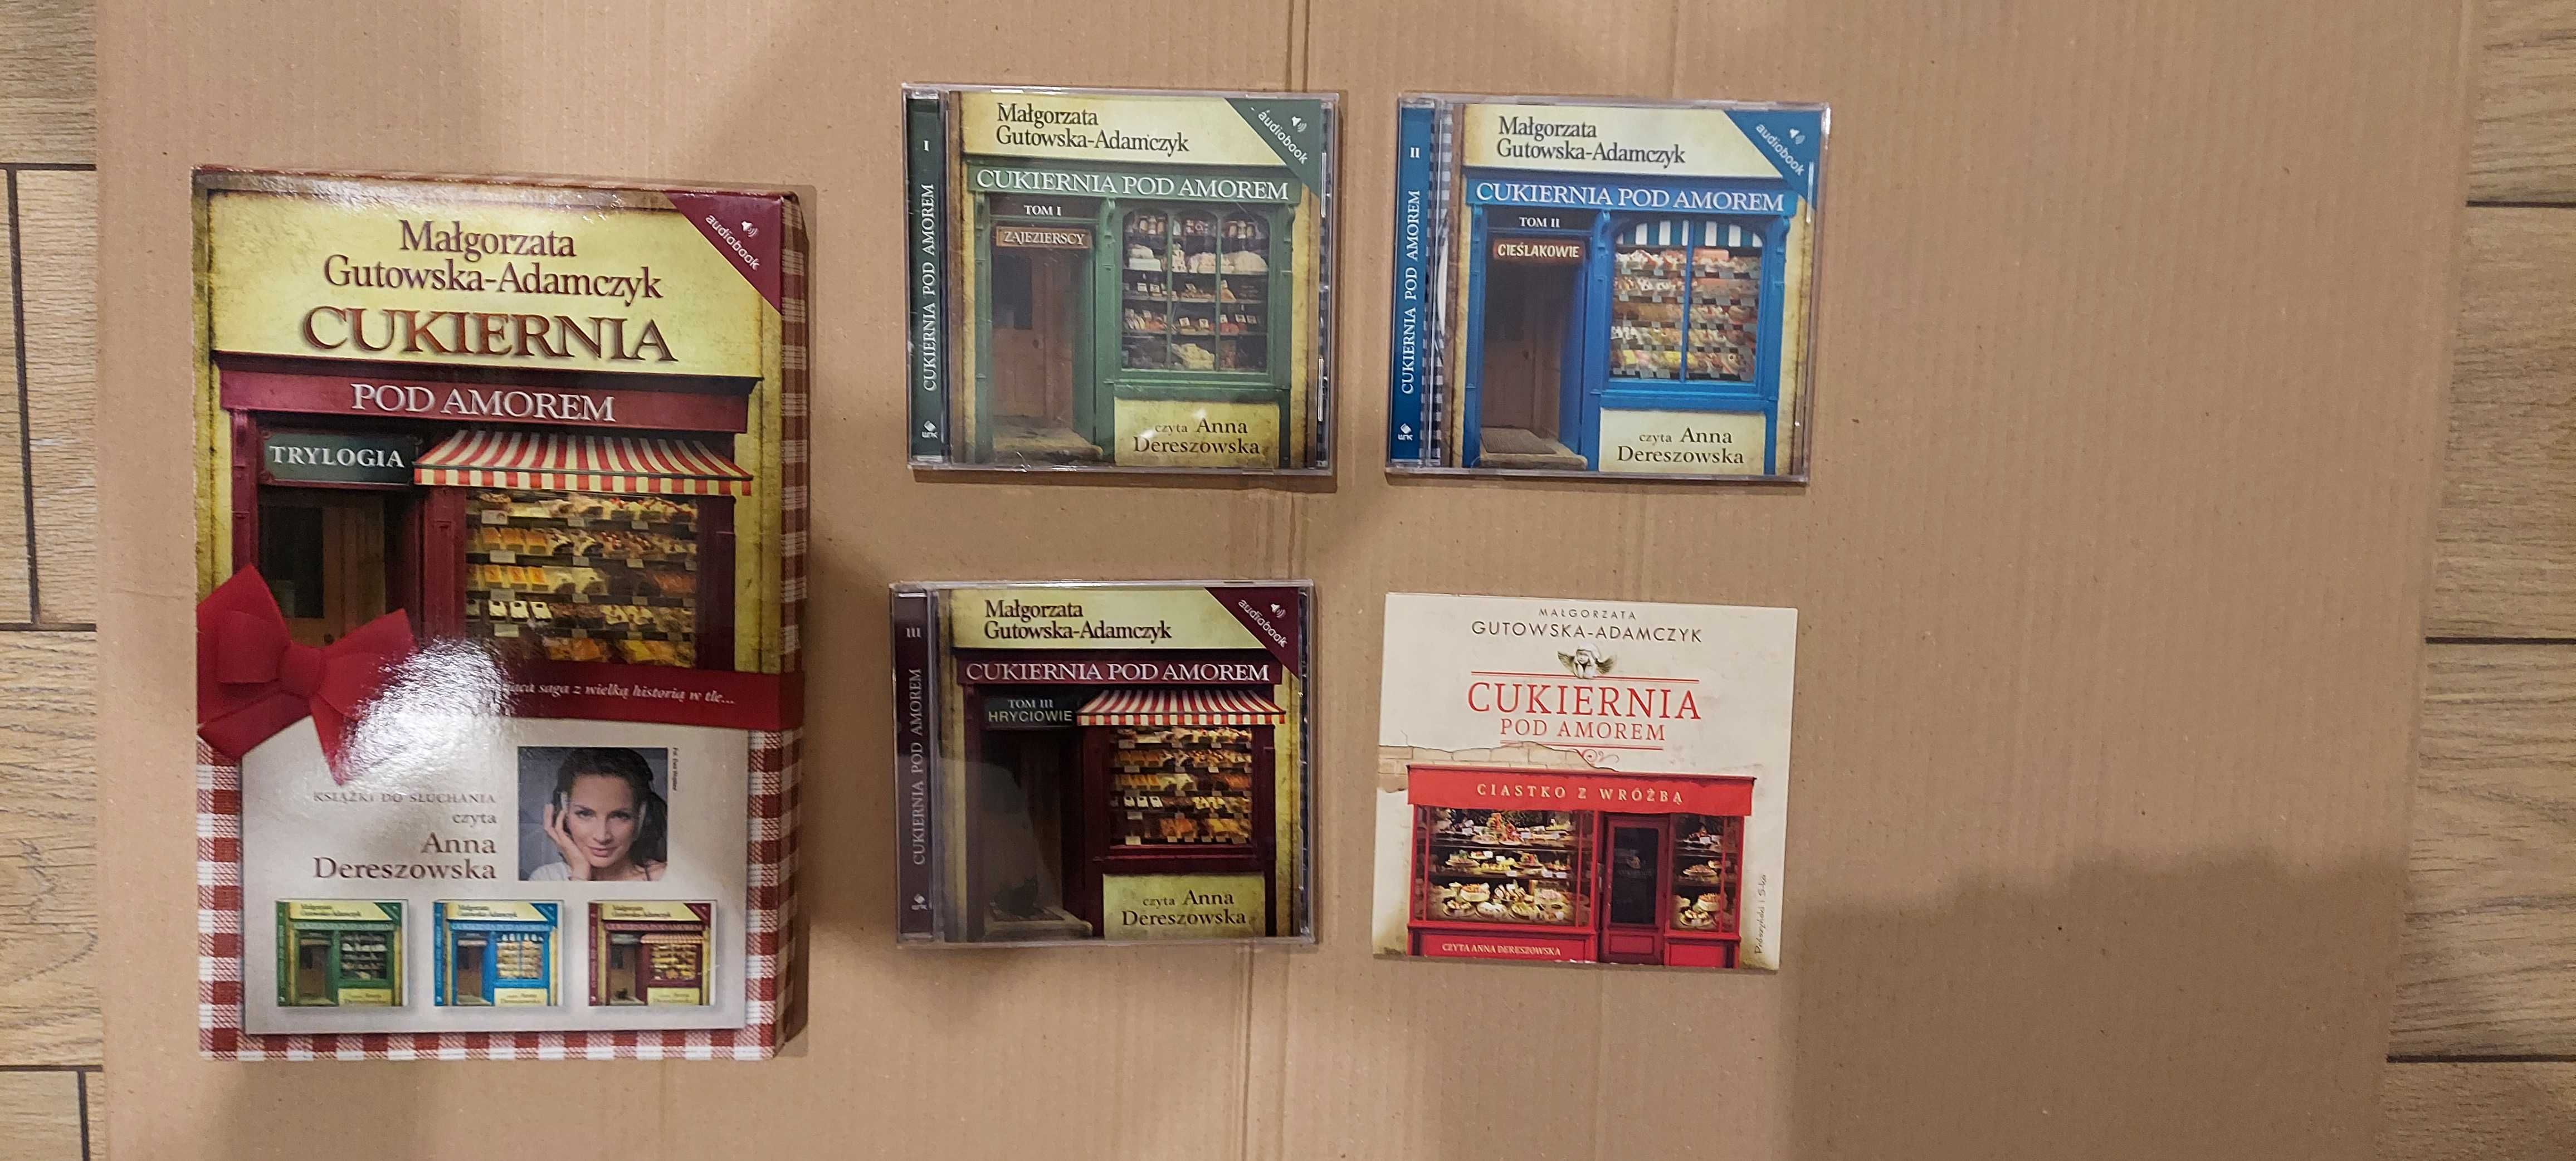 Małgorzata
Gutowska-Adamczyk
CUKIERNIA
POD AMOREM
TRYLOGIA
audiobook
saga z wielką historią w tle...
KSIĄŻKI DO SŁUCHANIA
czyta
Anna
Dereszowska
I
CUKIERNIA POD AMOREM
Małgorzata
Gutowska-Adamczyk
audiobook
CUKIERNIA POD AMOREM
TOM I
ZAJEZIERSCY
czyta Anna
Dereszowska
II
CUKIERNIA POD AMOREM
Małgorzata
Gutowska-Adamczyk
audiobook
CUKIERNIA POD AMOREM
TOM II
CIEŚLAKOWIE
czyta Anna
Dereszowska
III
CUKIERNIA POD AMOREM
Małgorzata
Gutowska-Adamczyk
audiobook
CUKIERNIA POD AMOREM
TOM III
HRYCIOWIE
czyta Anna
Dereszowska
MAŁGORZATA
GUTOWSKA-ADAMCZYK
CUKIERNIA
POD AMOREM
CIASTKO Z WRÓŻBĄ
CZYTA ANNA DERESZOWSKA
Prószyński i S-ka